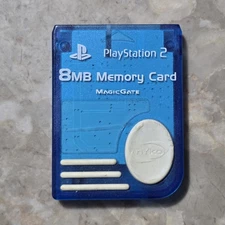 PlayStation 2
8MB Memory Card
MAGICGATE